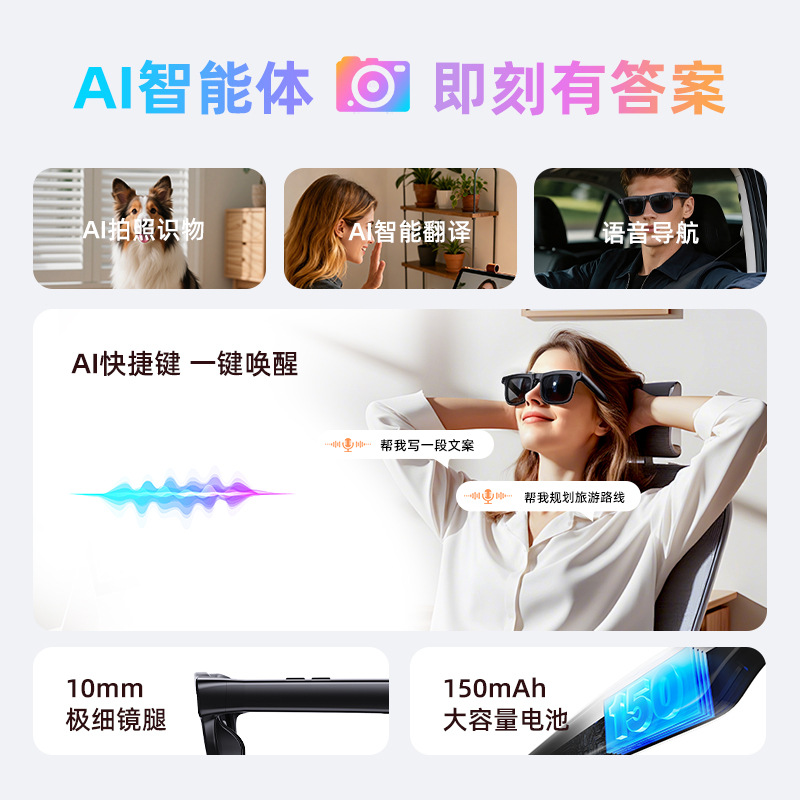 AI智能体 即刻有答案
AI拍照识物
AI智能翻译
语音导航
AI快捷键 一键唤醒
帮我写一段文案
帮我规划旅游路线
10mm
极细镜腿
150mAh
大容量电池
150